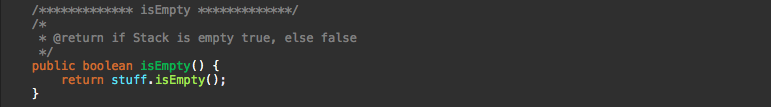 /************* isEmpty *************/
/*
 * @return if Stack is empty true, else false
 */
public boolean isEmpty() {
    return stuff.isEmpty();
}